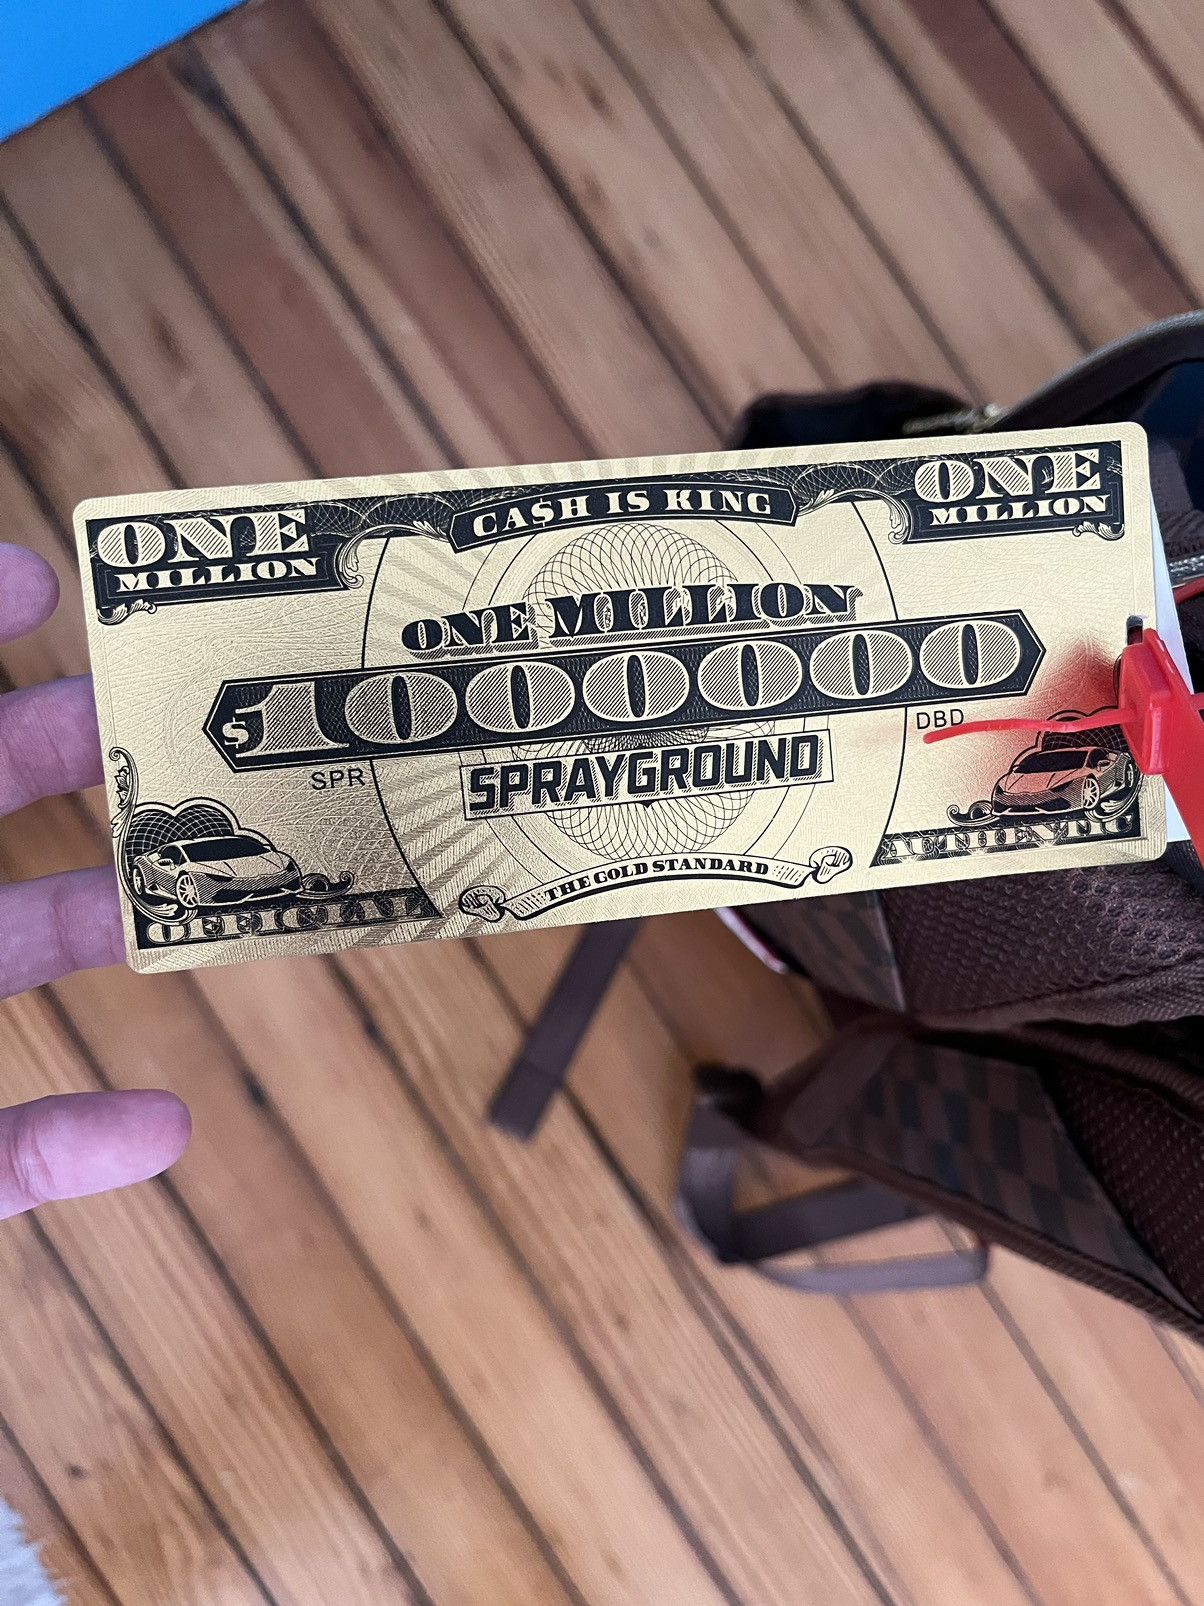 ONE
MILLION
CA$H IS KING
ONE
MILLION
ONE MILLION
$1000000
SPR
DBD
SPRAYGROUND
THE GOLD STANDARD
OFFICIAL
AUTHENTIC